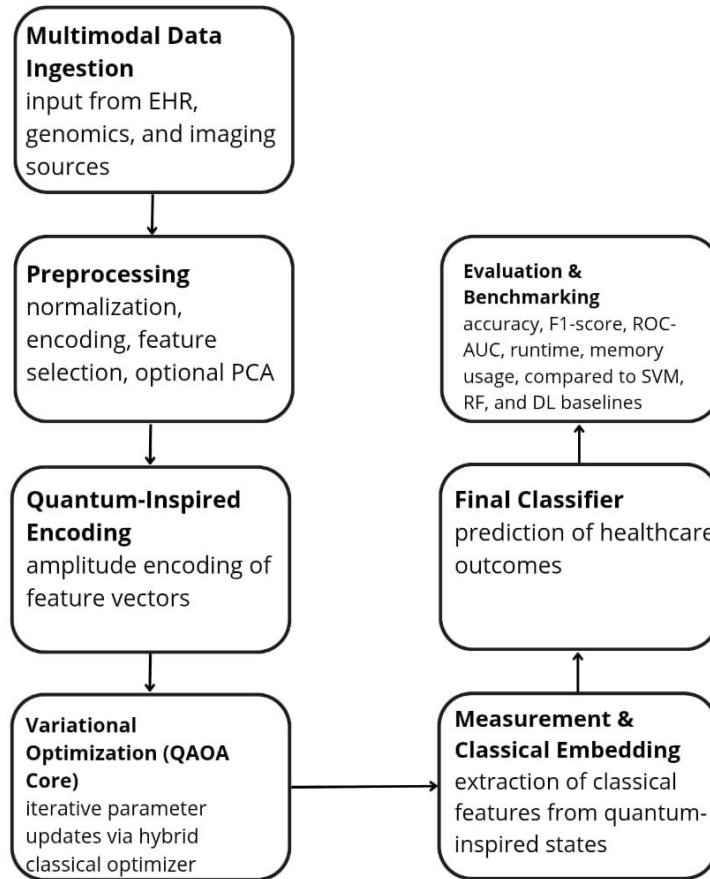 Multimodal Data
Ingestion
input from EHR,
genomics, and imaging
sources
Preprocessing
normalization,
encoding, feature
selection, optional PCA
Quantum-Inspired
Encoding
amplitude encoding of
feature vectors
Variational
Optimization (QAOA
Core)
iterative parameter
updates via hybrid
classical optimizer
Measurement &
Classical Embedding
extraction of classical
features from quantum-
inspired states
Final Classifier
prediction of healthcare
outcomes
Evaluation &
Benchmarking
accuracy, F1-score, ROC-
AUC, runtime, memory
usage, compared to SVM,
RF, and DL baselines